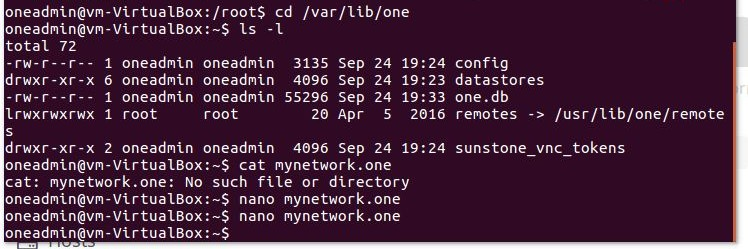 oneadmin@vm-VirtualBox:/root$ cd /var/lib/one
oneadmin@vm-VirtualBox:~$ ls -l
total 72
-rw-r--r-- 1 oneadmin oneadmin  3135 Sep 24 19:24 config
drwxr-xr-x 6 oneadmin oneadmin  4096 Sep 24 19:23 datastores
-rw-r--r-- 1 oneadmin oneadmin 55296 Sep 24 19:33 one.db
lrwxrwxrwx 1 root     root        20 Apr  5  2016 remotes -> /usr/lib/one/remote
s
drwxr-xr-x 2 oneadmin oneadmin  4096 Sep 24 19:24 sunstone_vnc_tokens
oneadmin@vm-VirtualBox:~$ cat mynetwork.one
cat: mynetwork.one: No such file or directory
oneadmin@vm-VirtualBox:~$ nano mynetwork.one
oneadmin@vm-VirtualBox:~$ nano mynetwork.one
oneadmin@vm-VirtualBox:~$
Hosts